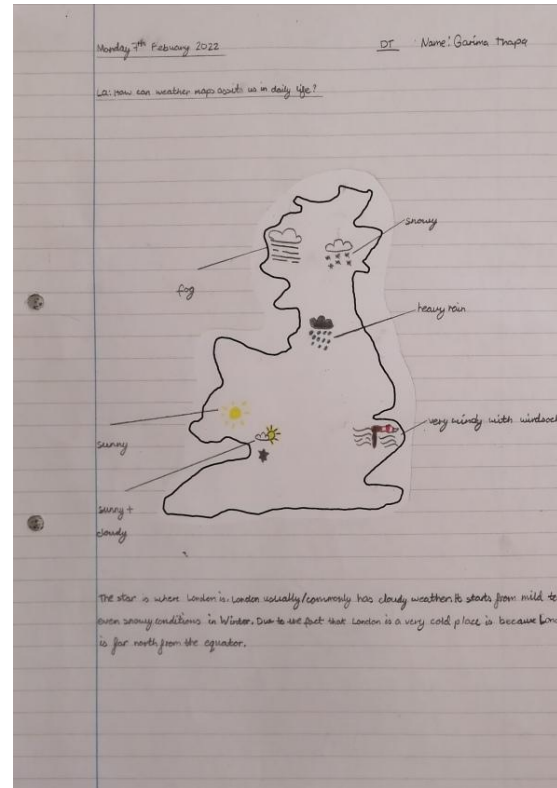 Monday 7th Febuary 2022
DT Name: Garima Thapa
LO: How can weather maps assit us in daily life?
snowy
fog
heavy rain
very windy with windsock
sunny
sunny +
cloudy
The star is where London is. London usually/commonly has cloudy weather. It starts from mild te
even snowy conditions in Winter. Due to the fact that London is a very cold place is because Lon
is far north from the equator.